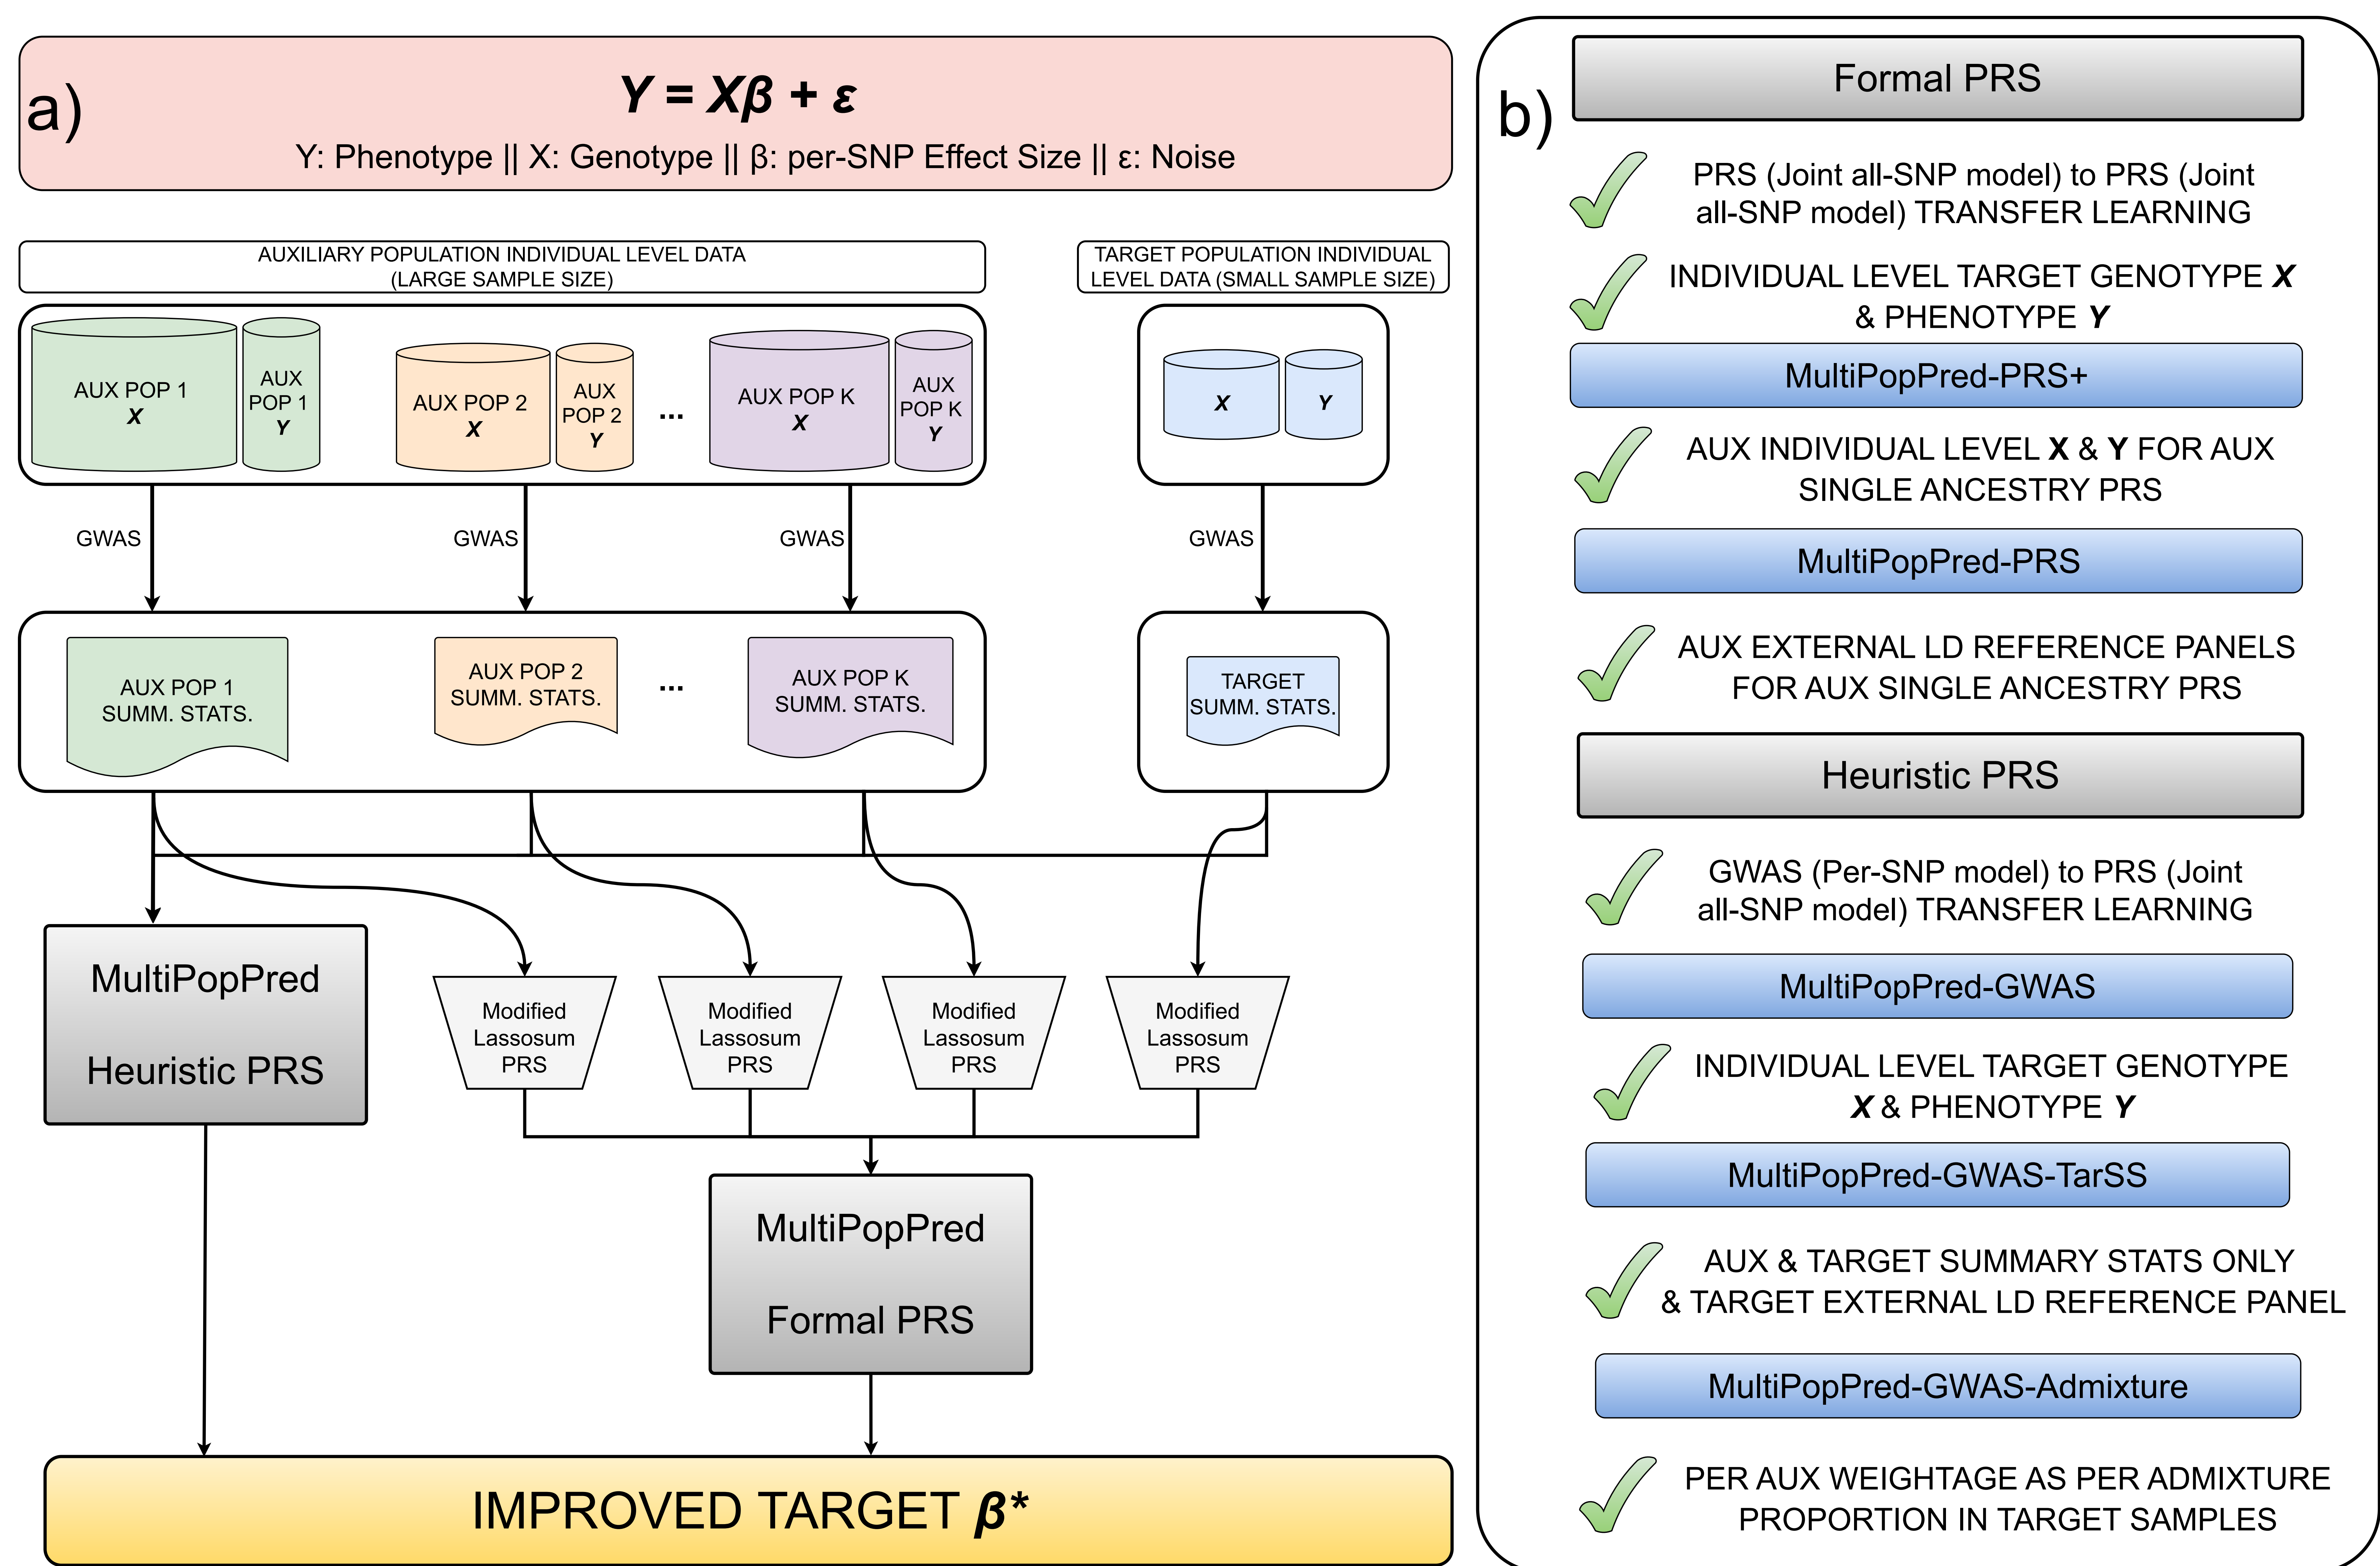 a)
Y = Xβ + ε
Y: Phenotype || X: Genotype || β: per-SNP Effect Size || ε: Noise
AUXILIARY POPULATION INDIVIDUAL LEVEL DATA
(LARGE SAMPLE SIZE)
TARGET POPULATION INDIVIDUAL
LEVEL DATA (SMALL SAMPLE SIZE)
AUX POP 1
X
AUX
POP 1
Y
AUX POP 2
X
AUX
POP 2
Y
...
AUX POP K
X
AUX
POP K
Y
X
Y
GWAS
GWAS
GWAS
GWAS
AUX POP 1
SUMM. STATS.
AUX POP 2
SUMM. STATS.
...
AUX POP K
SUMM. STATS.
TARGET
SUMM. STATS.
MultiPopPred
Heuristic PRS
Modified
Lassosum
PRS
Modified
Lassosum
PRS
Modified
Lassosum
PRS
Modified
Lassosum
PRS
MultiPopPred
Formal PRS
IMPROVED TARGET β*
b)
Formal PRS
PRS (Joint all-SNP model) to PRS (Joint
all-SNP model) TRANSFER LEARNING
INDIVIDUAL LEVEL TARGET GENOTYPE X
& PHENOTYPE Y
MultiPopPred-PRS+
AUX INDIVIDUAL LEVEL X & Y FOR AUX
SINGLE ANCESTRY PRS
MultiPopPred-PRS
AUX EXTERNAL LD REFERENCE PANELS
FOR AUX SINGLE ANCESTRY PRS
Heuristic PRS
GWAS (Per-SNP model) to PRS (Joint
all-SNP model) TRANSFER LEARNING
MultiPopPred-GWAS
INDIVIDUAL LEVEL TARGET GENOTYPE
X & PHENOTYPE Y
MultiPopPred-GWAS-TarSS
AUX & TARGET SUMMARY STATS ONLY
& TARGET EXTERNAL LD REFERENCE PANEL
MultiPopPred-GWAS-Admixture
PER AUX WEIGHTAGE AS PER ADMIXTURE
PROPORTION IN TARGET SAMPLES